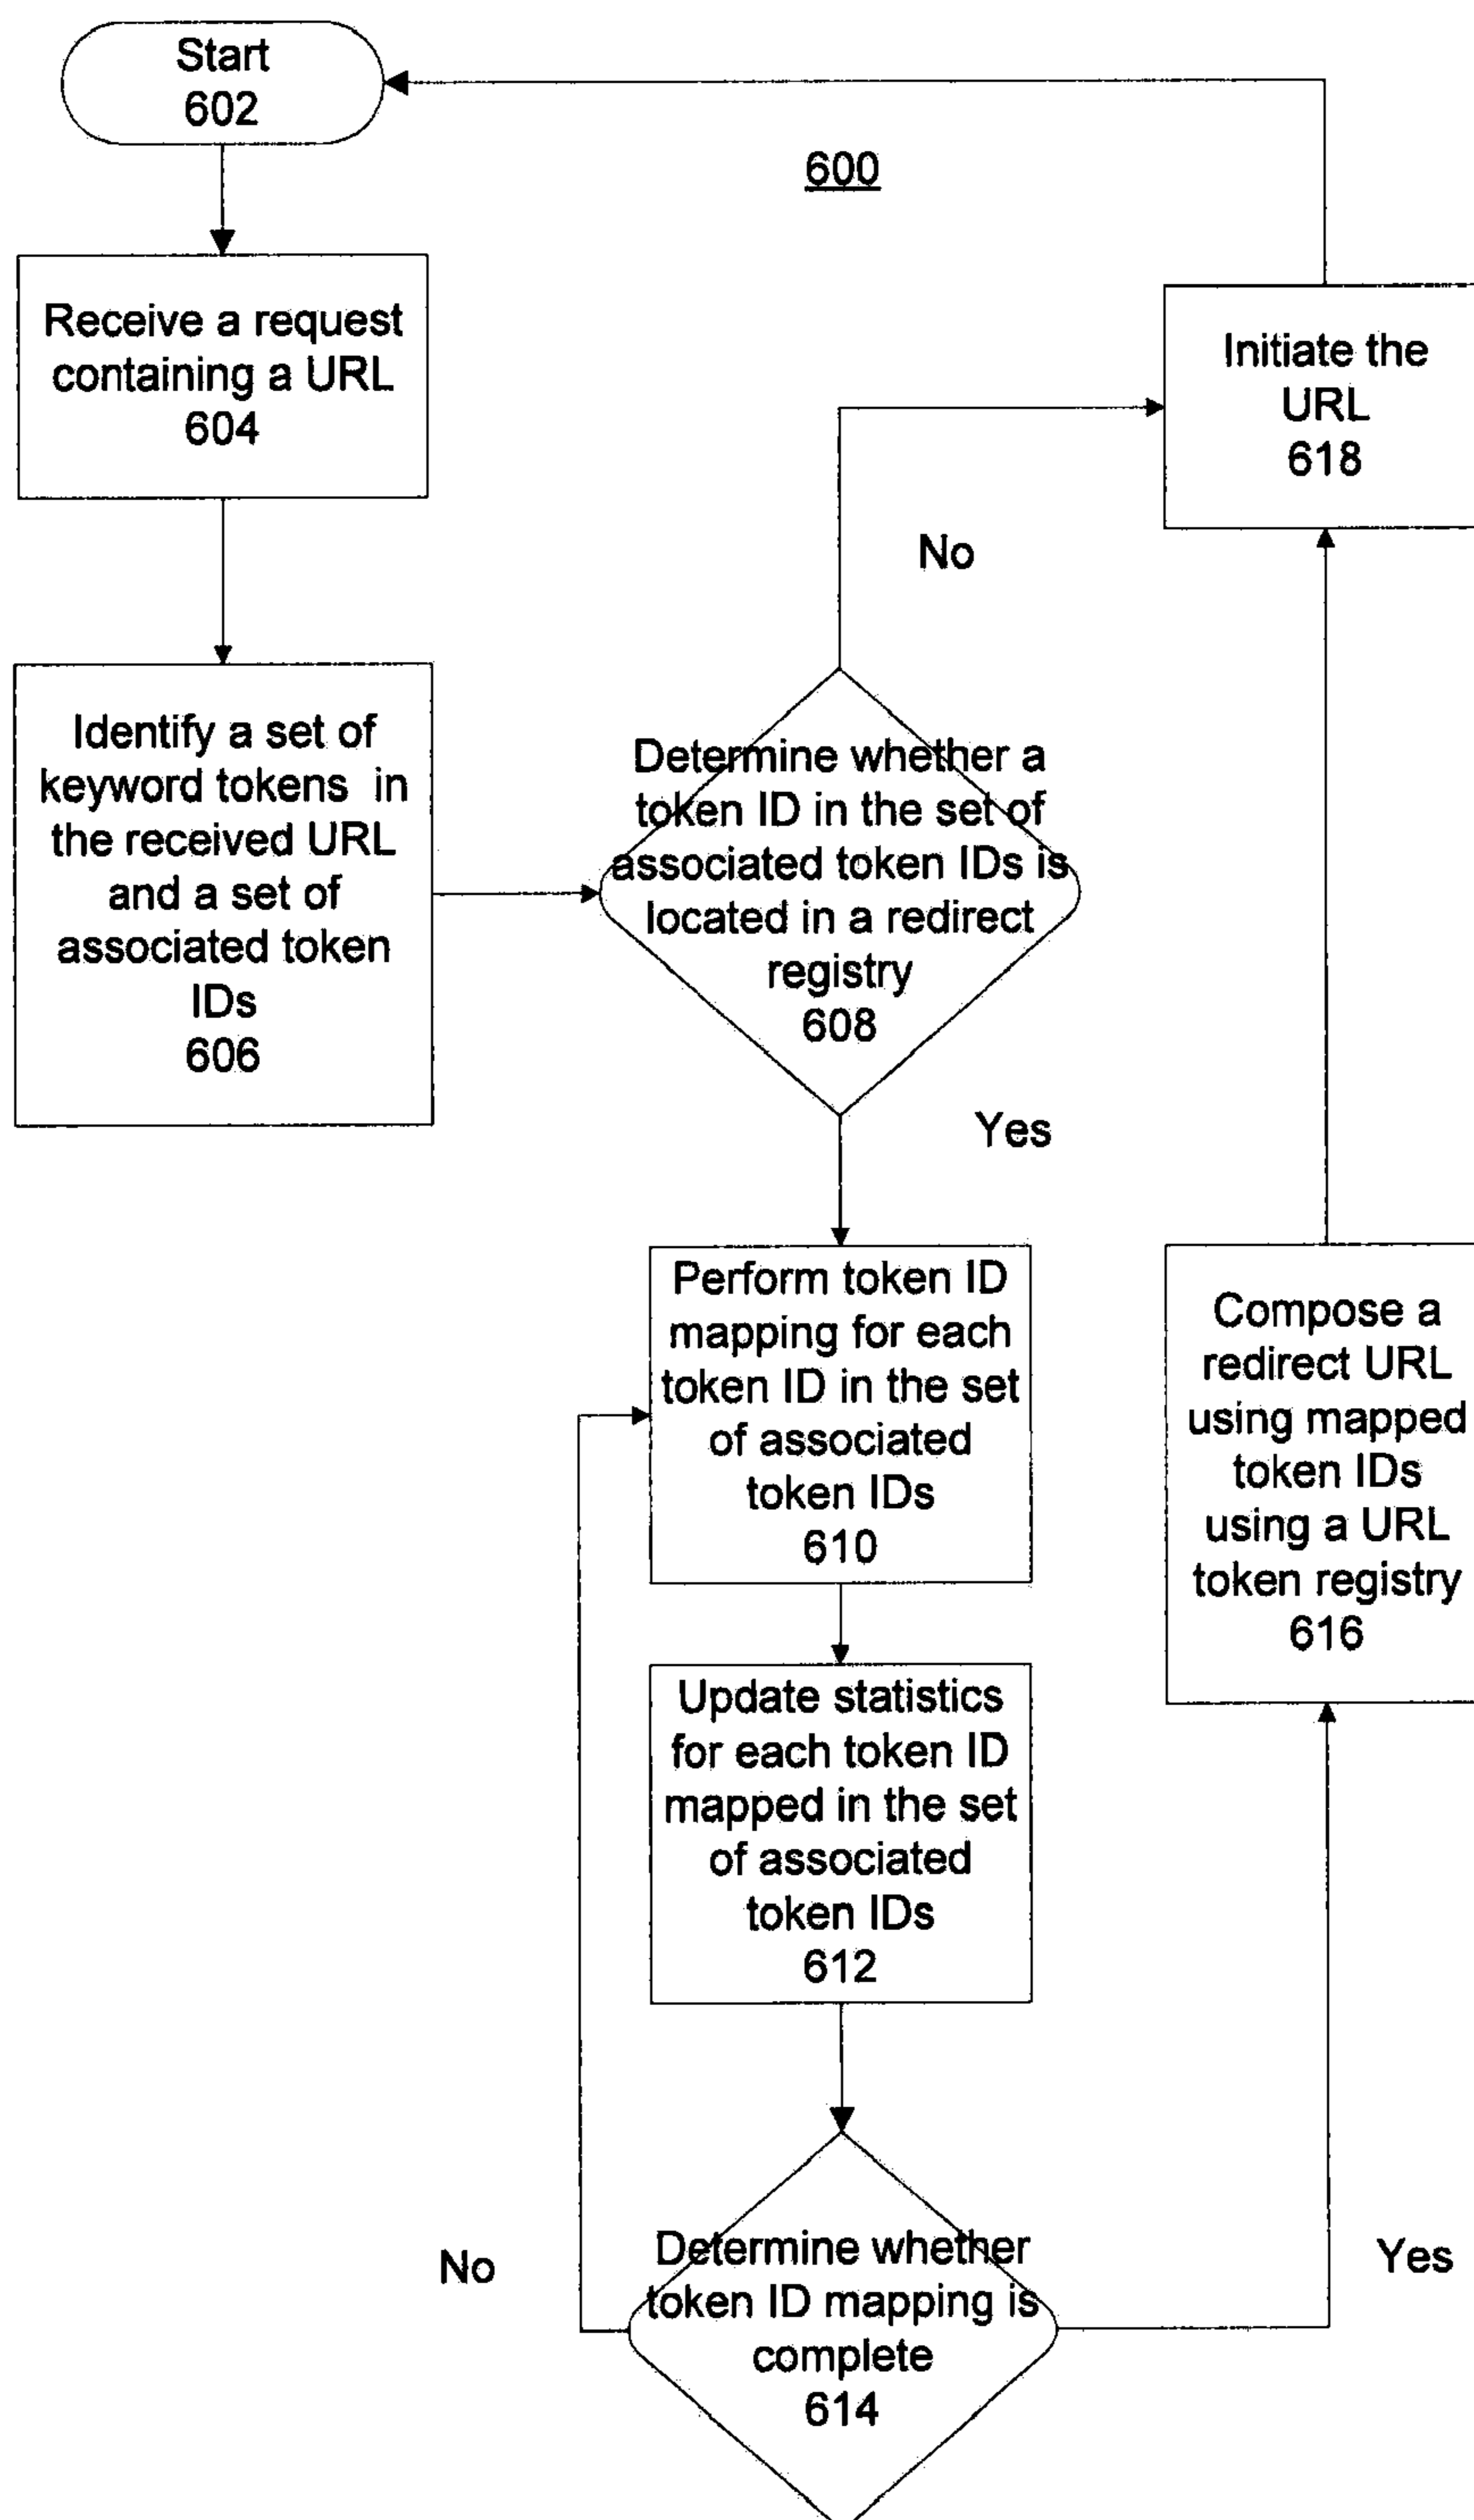 Start
602
600
Receive a request
containing a URL
604
Initiate the
URL
618
No
Identify a set of
keyword tokens in
the received URL
and a set of
associated token
IDs
606
Determine whether a
token ID in the set of
associated token IDs is
located in a redirect
registry
608
Yes
Perform token ID
mapping for each
token ID in the set
of associated
token IDs
610
Compose a
redirect URL
using mapped
token IDs
using a URL
token registry
616
Update statistics
for each token ID
mapped in the set
of associated
token IDs
612
No
Determine whether
token ID mapping is
complete
614
Yes